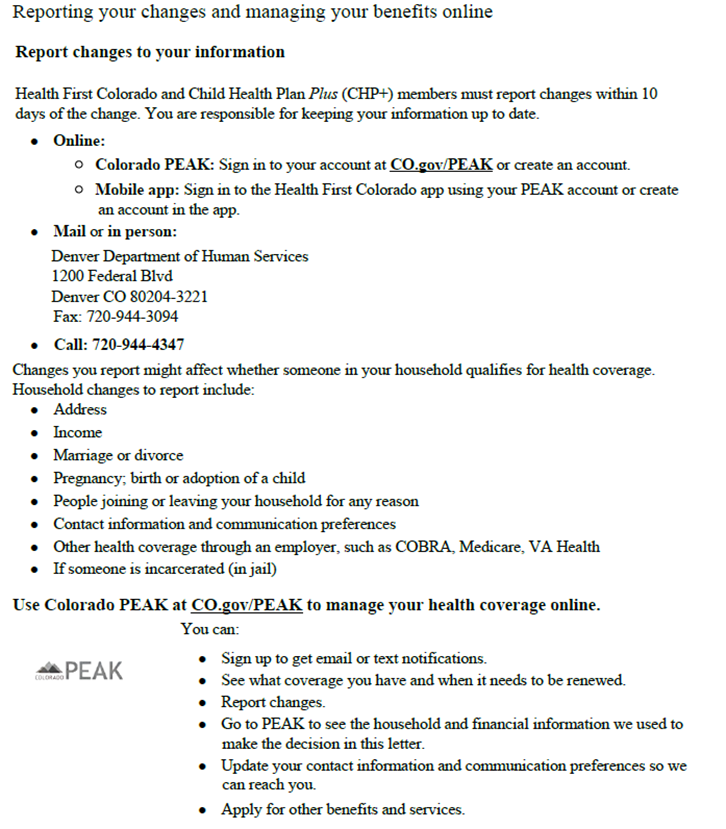 Reporting your changes and managing your benefits online
Report changes to your information
Health First Colorado and Child Health Plan Plus (CHP+) members must report changes within 10
days of the change. You are responsible for keeping your information up to date.
• Online:
○ Colorado PEAK: Sign in to your account at CO.gov/PEAK or create an account.
○ Mobile app: Sign in to the Health First Colorado app using your PEAK account or create
an account in the app.
• Mail or in person:
Denver Department of Human Services
1200 Federal Blvd
Denver CO 80204-3221
Fax: 720-944-3094
• Call: 720-944-4347
Changes you report might affect whether someone in your household qualifies for health coverage.
Household changes to report include:
• Address
• Income
• Marriage or divorce
• Pregnancy; birth or adoption of a child
• People joining or leaving your household for any reason
• Contact information and communication preferences
• Other health coverage through an employer, such as COBRA, Medicare, VA Health
• If someone is incarcerated (in jail)
Use Colorado PEAK at CO.gov/PEAK to manage your health coverage online.
You can:
COLORADO PEAK
• Sign up to get email or text notifications.
• See what coverage you have and when it needs to be renewed.
• Report changes.
• Go to PEAK to see the household and financial information we used to
make the decision in this letter.
• Update your contact information and communication preferences so we
can reach you.
• Apply for other benefits and services.